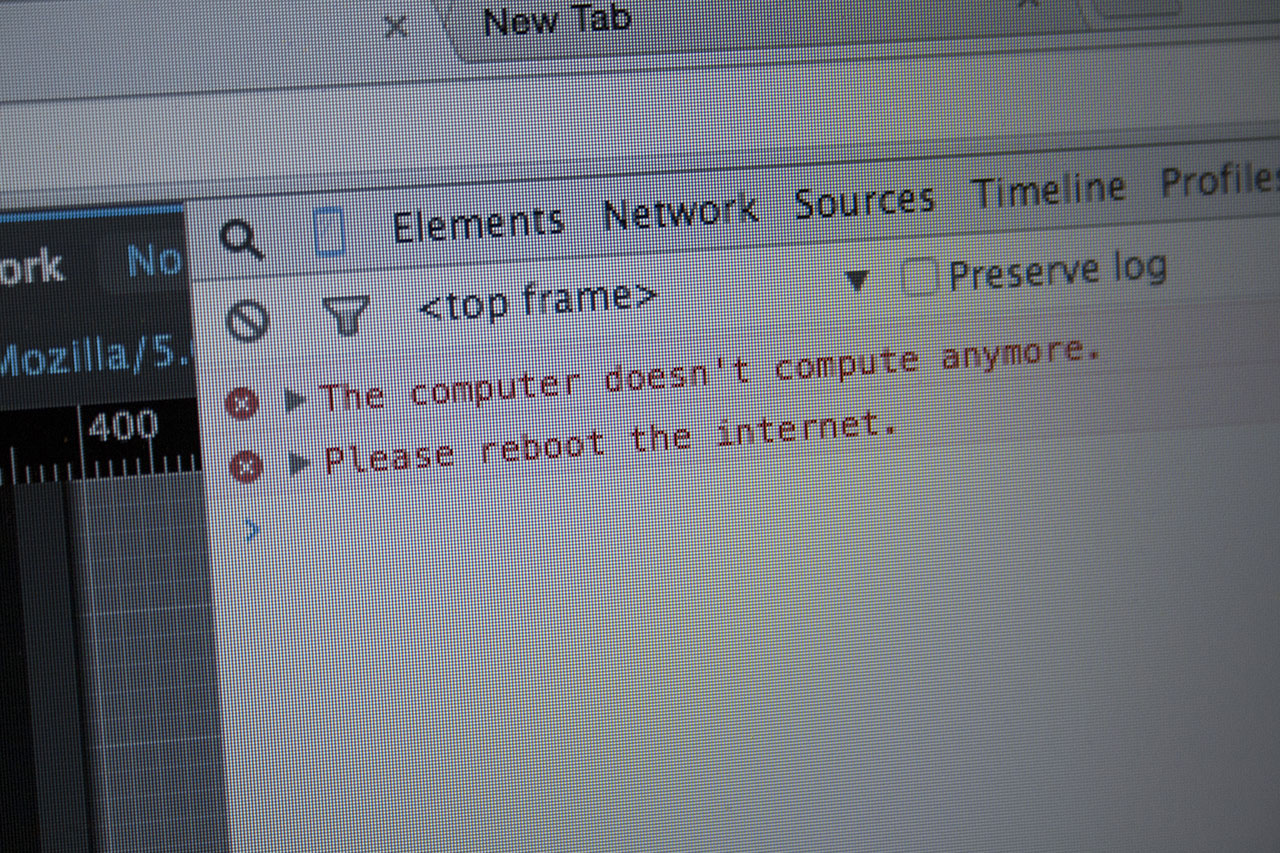 New Tab
Elements Network Sources Timeline Profiles
ork No
<top frame> Preserve log
Mozilla/5.
The computer doesn't compute anymore.
400
Please reboot the internet.